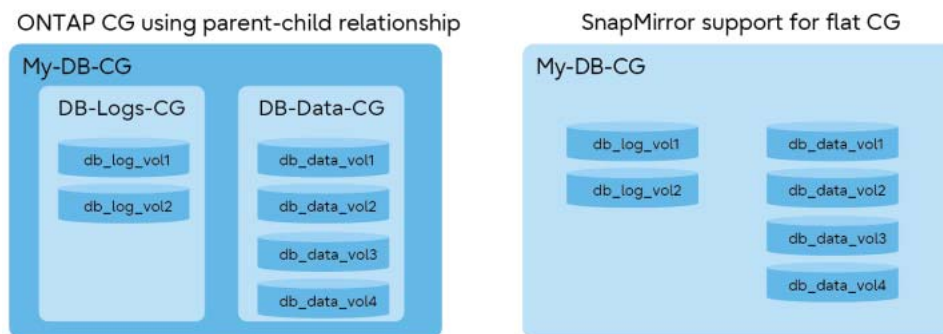 ONTAP CG using parent-child relationship
My-DB-CG
DB-Logs-CG
db_log_vol1
db_log_vol2
DB-Data-CG
db_data_vol1
db_data_vol2
db_data_vol3
db_data_vol4
SnapMirror support for flat CG
My-DB-CG
db_log_vol1
db_log_vol2
db_data_vol1
db_data_vol2
db_data_vol3
db_data_vol4